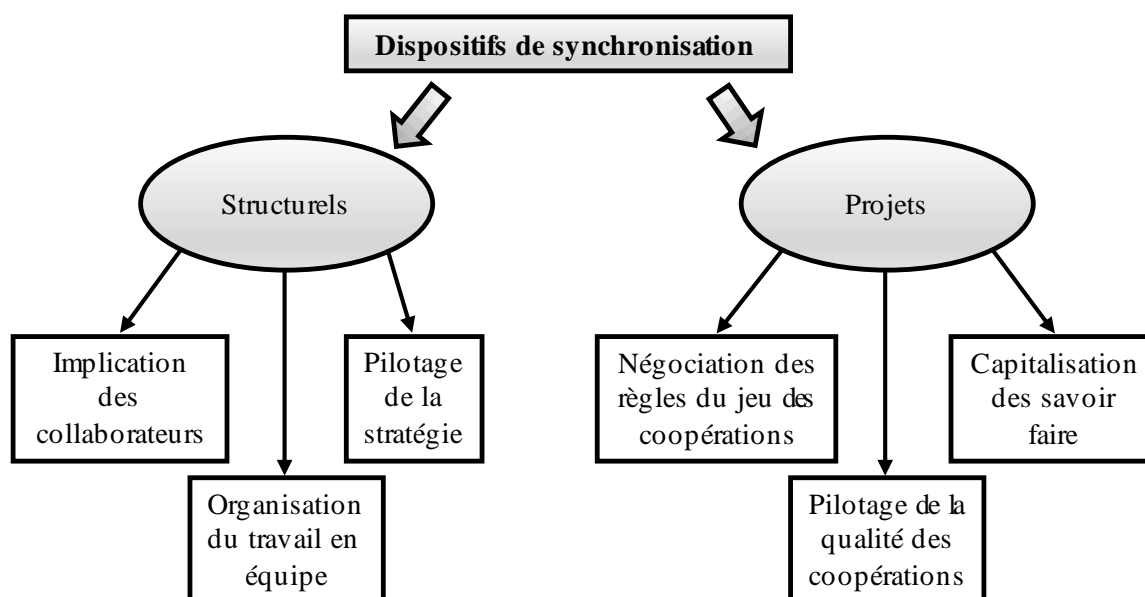 Dispositifs de synchronisation
Structurels
Projets
Implication
des
collaborateurs
Pilotage
de la
stratégie
Négociation des
règles du jeu des
coopérations
Capitalisation
des savoir
faire
Organisation
du travail en
équipe
Pilotage de la
qualité des
coopérations